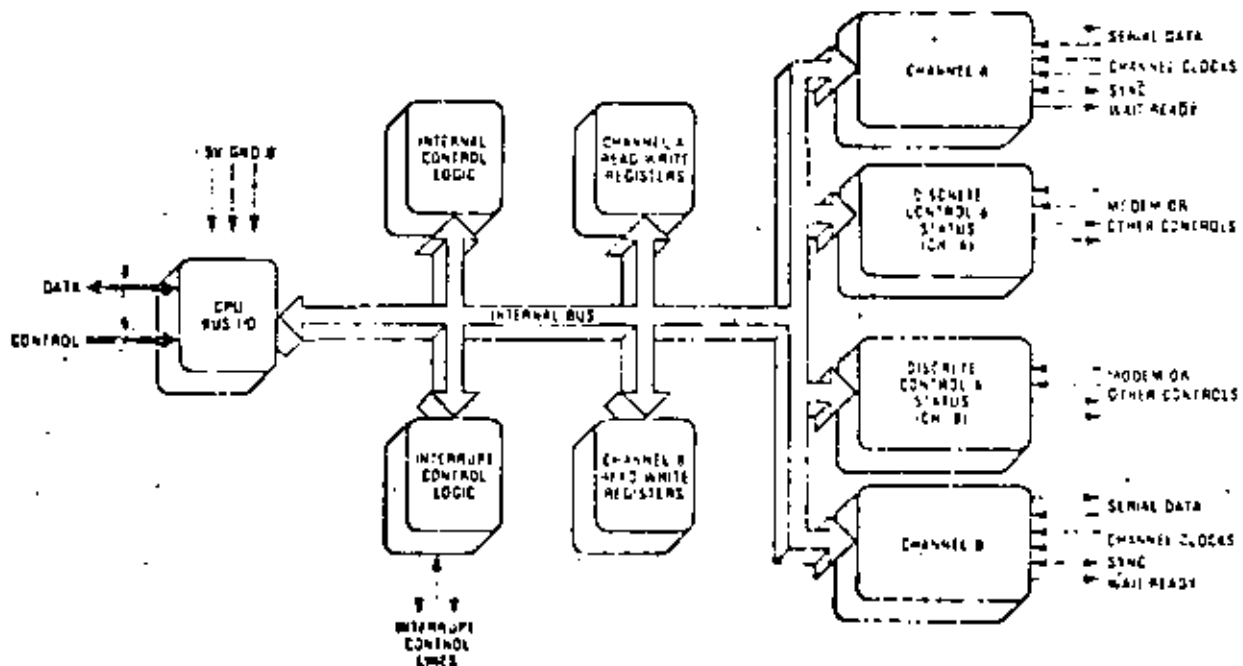 CHANNEL A
SERIAL DATA
CHANNEL CLOCKS
SYNC
WAIT READY
INTERNAL
CONTROL
LOGIC
CHANNEL A
READ WRITE
REGISTERS
5V GND Φ
DISCRETE
CONTROL &
STATUS
(CH. A)
MODEM OR
OTHER CONTROLS
DATA
8
CPU
BUS I/O
CONTROL
6
INTERNAL BUS
DISCRETE
CONTROL &
STATUS
(CH. B)
MODEM OR
OTHER CONTROLS
INTERRUPT
CONTROL
LOGIC
CHANNEL B
READ WRITE
REGISTERS
CHANNEL B
SERIAL DATA
CHANNEL CLOCKS
SYNC
WAIT READY
INTERRUPT
CONTROL
LINES